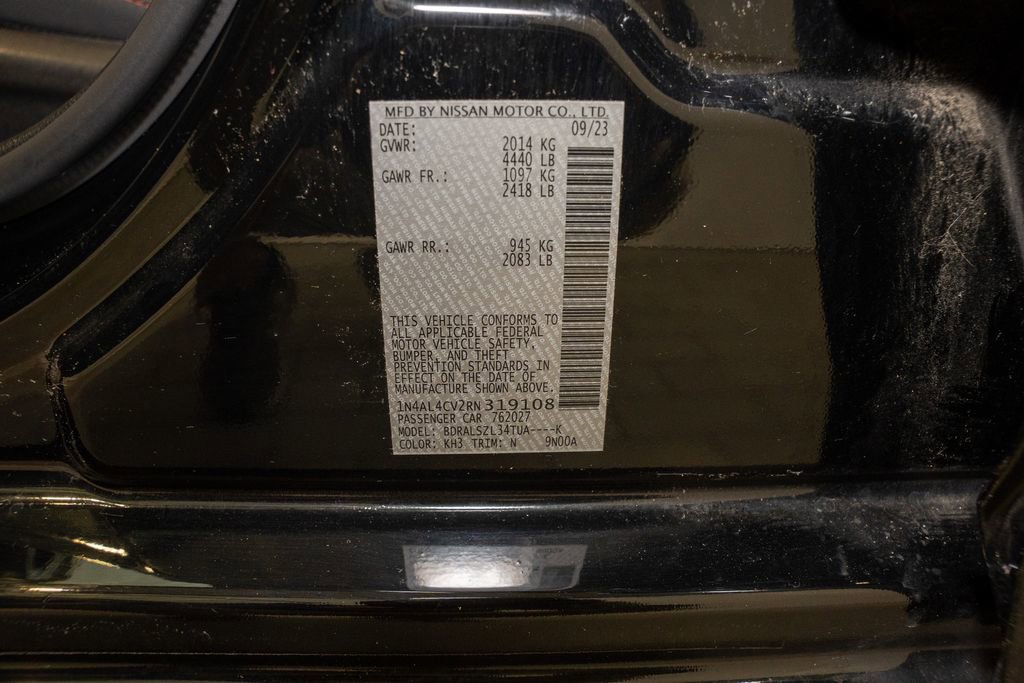 MFD BY NISSAN MOTOR CO., LTD.
DATE: 09/23
GVWR: 2014 KG
4440 LB
GAWR FR.: 1097 KG
2418 LB
GAWR RR.: 945 KG
2083 LB
THIS VEHICLE CONFORMS TO
ALL APPLICABLE FEDERAL
MOTOR VEHICLE SAFETY,
BUMPER, AND THEFT
PREVENTION STANDARDS IN
EFFECT ON THE DATE OF
MANUFACTURE SHOWN ABOVE.
1N4AL4CV2RN319108
PASSENGER CAR 762027
MODEL: BDRALSZL34TUA----K
COLOR: KH3 TRIM: N 9N00A